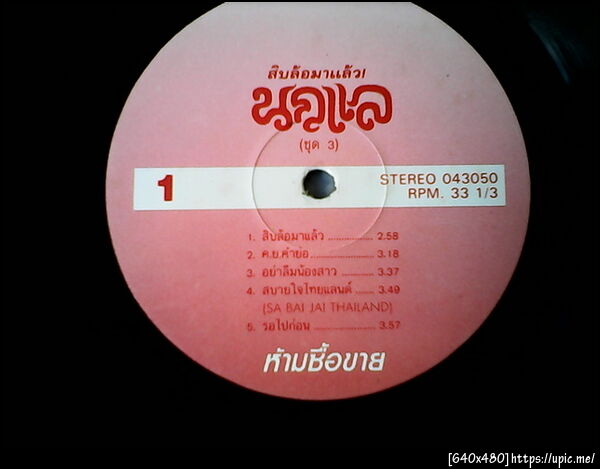 สิบล้อมาแล้ว!
นกแล
(ชุด 3)
1
STEREO 043050
RPM. 33 1/3
1. สิบล้อมาแล้ว ................ 2.58
2. ค.ย.คำย่อ ................ 3.18
3. อย่าลืมน้องสาว ............ 3.37
4. สบายใจไทยแลนด์ ....... 3.49
(SA BAI JAI THAILAND)
5. รอไปก่อน ................ 3.57
ห้ามซื้อขาย
[640x480]https://upic.me/